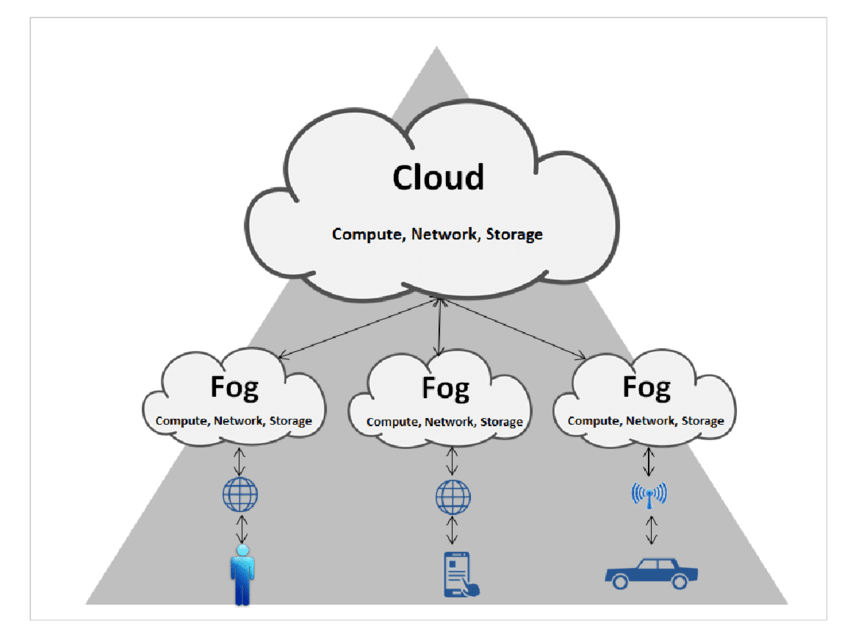 Cloud
Compute, Network, Storage
Fog
Compute, Network, Storage
Fog
Compute, Network, Storage
Fog
Compute, Network, Storage